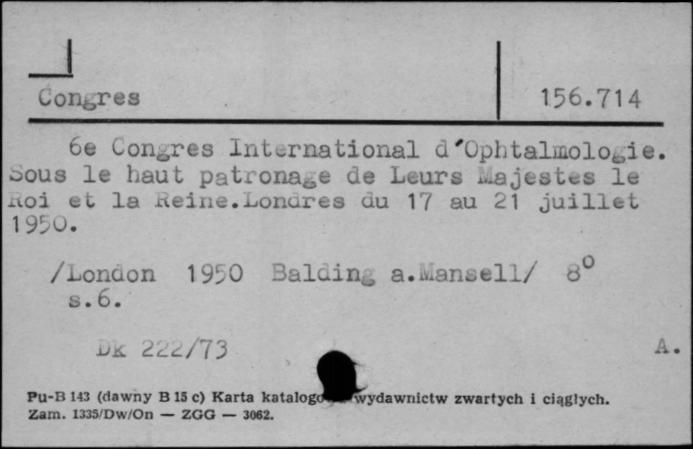 Congres 156.714
6e Congres International d'Ophtalmologie.
Sous le haut patronage de Leurs Majestes le
Roi et la Reine.Londres du 17 au 21 juillet
1950.
/London 1950 Balding a.Mansell/ 8°
s.6.
Dk 222/73 A.
Pu-B 143 (dawny B 15 c) Karta katalogo wydawnictw zwartych i ciągłych.
Zam. 1335/Dw/On — ZGG — 3062.